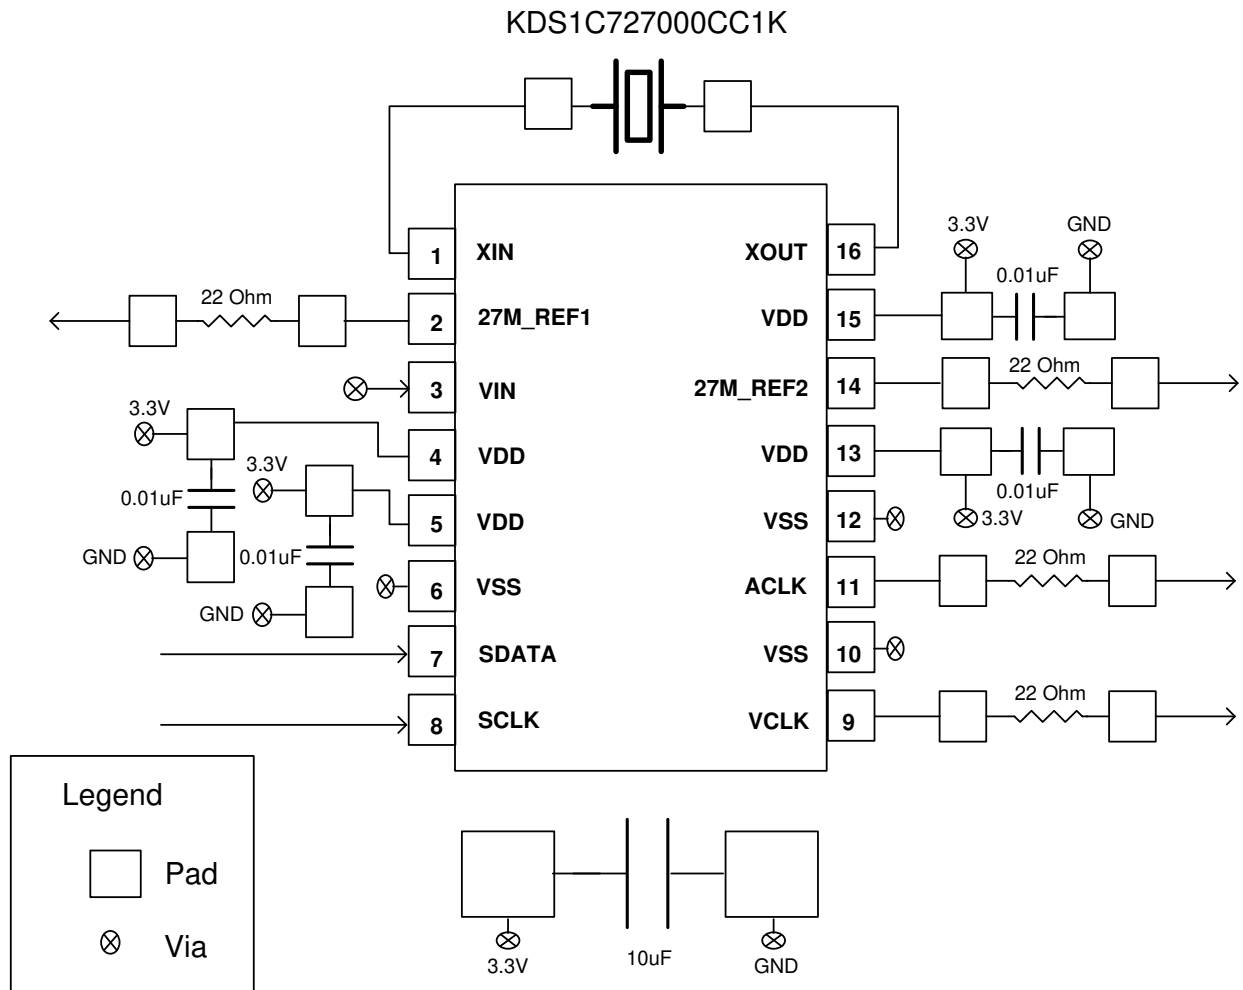 KDS1C727000CC1K
1 XIN
XOUT 16
3.3V
GND
0.01uF
22 Ohm
2 27M_REF1
VDD 15
22 Ohm
3 VIN
27M_REF2 14
3.3V
4 VDD
VDD 13
3.3V
0.01uF
0.01uF
5 VDD
VSS 12
3.3V
GND
GND
0.01uF
22 Ohm
6 VSS
ACLK 11
GND
7 SDATA
VSS 10
22 Ohm
8 SCLK
VCLK 9
Legend
Pad
Via
10uF
3.3V
GND